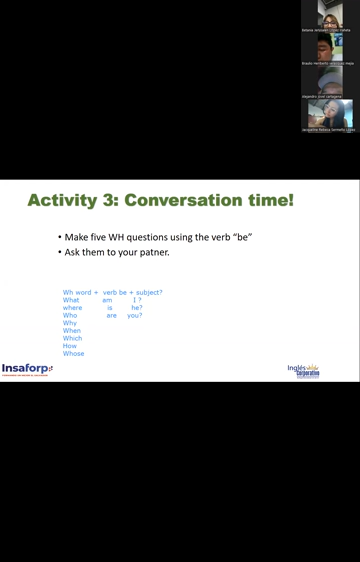 Activity 3: Conversation time!
• Make five WH questions using the verb “be”
• Ask them to your patner.
Wh word + verb be + subject?
What am I ?
where is he?
Who are you?
Why
When
Which
How
Whose
Insaforp
Inglés
Corporativo